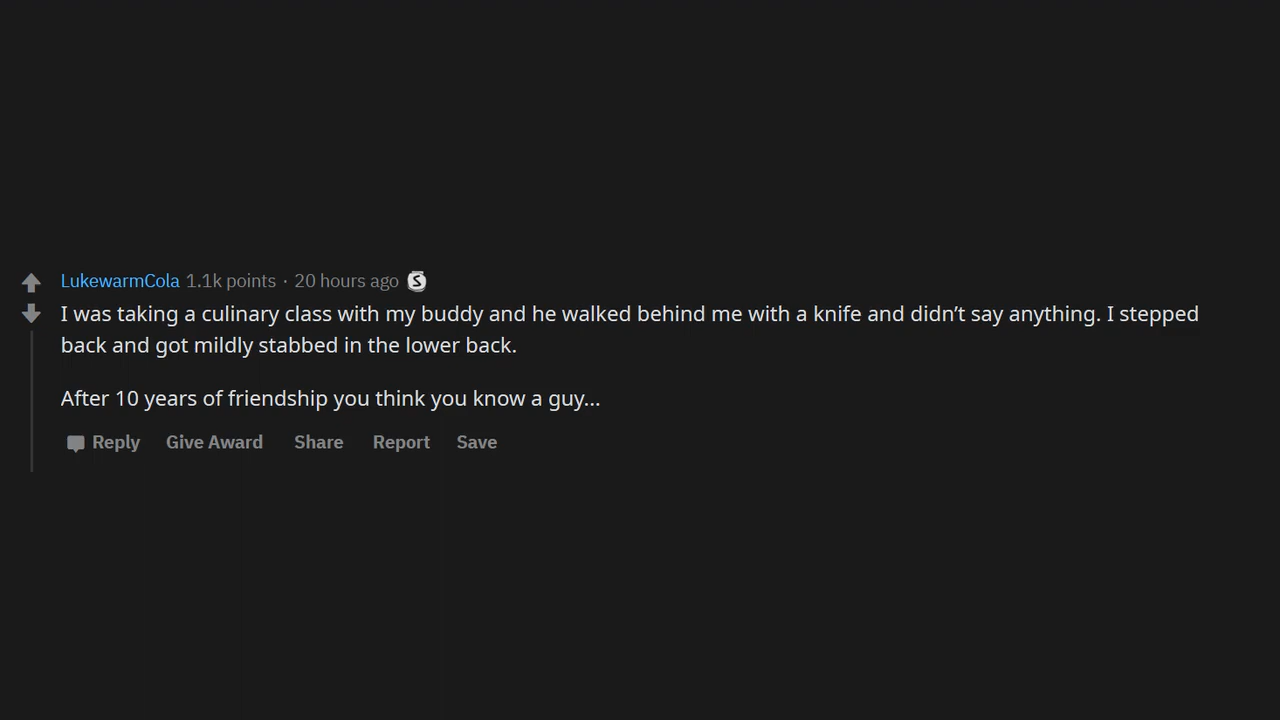 LukewarmCola 1.1k points · 20 hours ago S
I was taking a culinary class with my buddy and he walked behind me with a knife and didn’t say anything. I stepped
back and got mildly stabbed in the lower back.
After 10 years of friendship you think you know a guy...
Reply Give Award Share Report Save